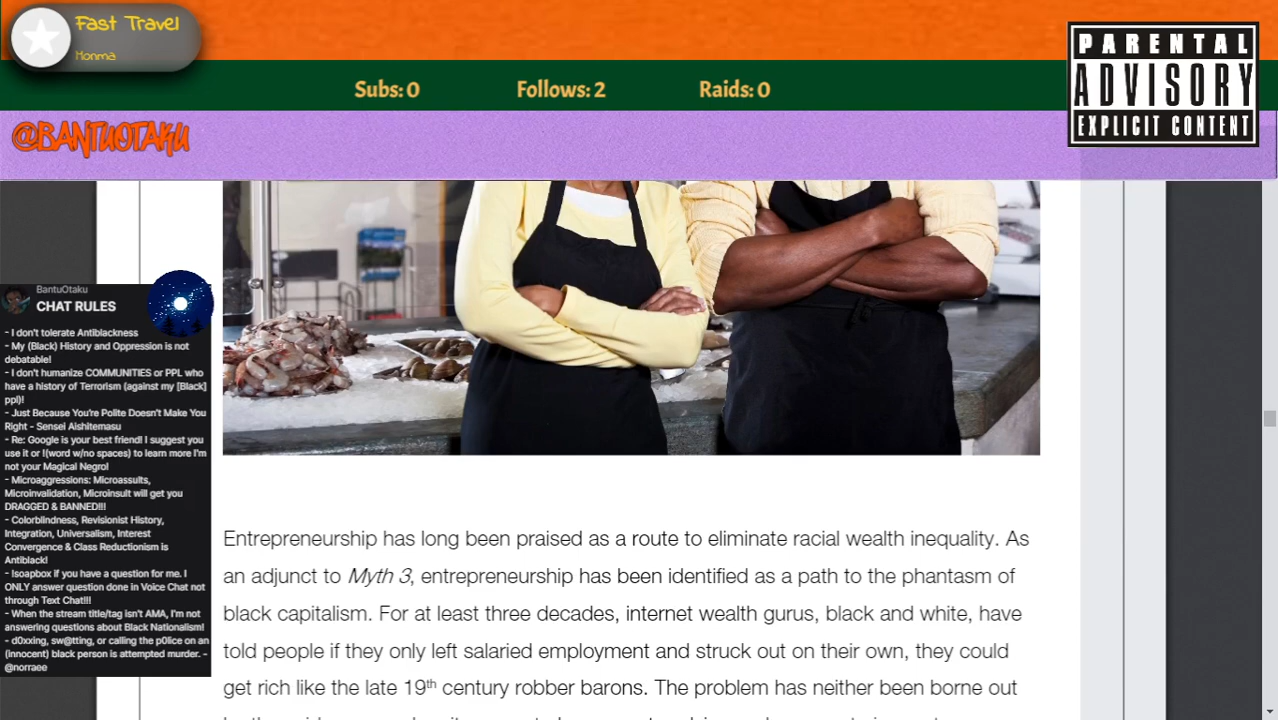 Fast Travel
Monma
Subs: 0
Follows: 2
Raids: 0
PARENTAL
ADVISORY
EXPLICIT CONTENT
@BANTUOTAKU
BantuOtaku
CHAT RULES
- I don't tolerate Antiblackness
- My (Black) History and Oppression is not
debatable!
- I don't humanize COMMUNITIES or PPL who
have a history of Terrorism (against my [Black]
ppl)!
- Just Because You're Polite Doesn't Make You
Right - Sensei Aishitemasu
- Re: Google is your best friend! I suggest you
use it or !(word w/no spaces) to learn more I'm
not your Magical Negro!
- Microaggressions: Microassults,
Microinvalidation, Microinsult will get you
DRAGGED & BANNED!!!
- Colorblindness, Revisionist History,
Integration, Universalism, Interest
Convergence & Class Reductionism is
Antiblack!
- !soapbox if you have a question for me. I
ONLY answer question done in Voice Chat not
through Text Chat!!!
- When the stream title/tag isn't AMA, I'm not
answering questions about Black Nationalism!
- d0xxing, sw@tting, or calling the p0lice on an
(innocent) black person is attempted murder. -
@norraee
Entrepreneurship has long been praised as a route to eliminate racial wealth inequality. As
an adjunct to Myth 3, entrepreneurship has been identified as a path to the phantasm of
black capitalism. For at least three decades, internet wealth gurus, black and white, have
told people if they only left salaried employment and struck out on their own, they could
get rich like the late 19th century robber barons. The problem has neither been borne out